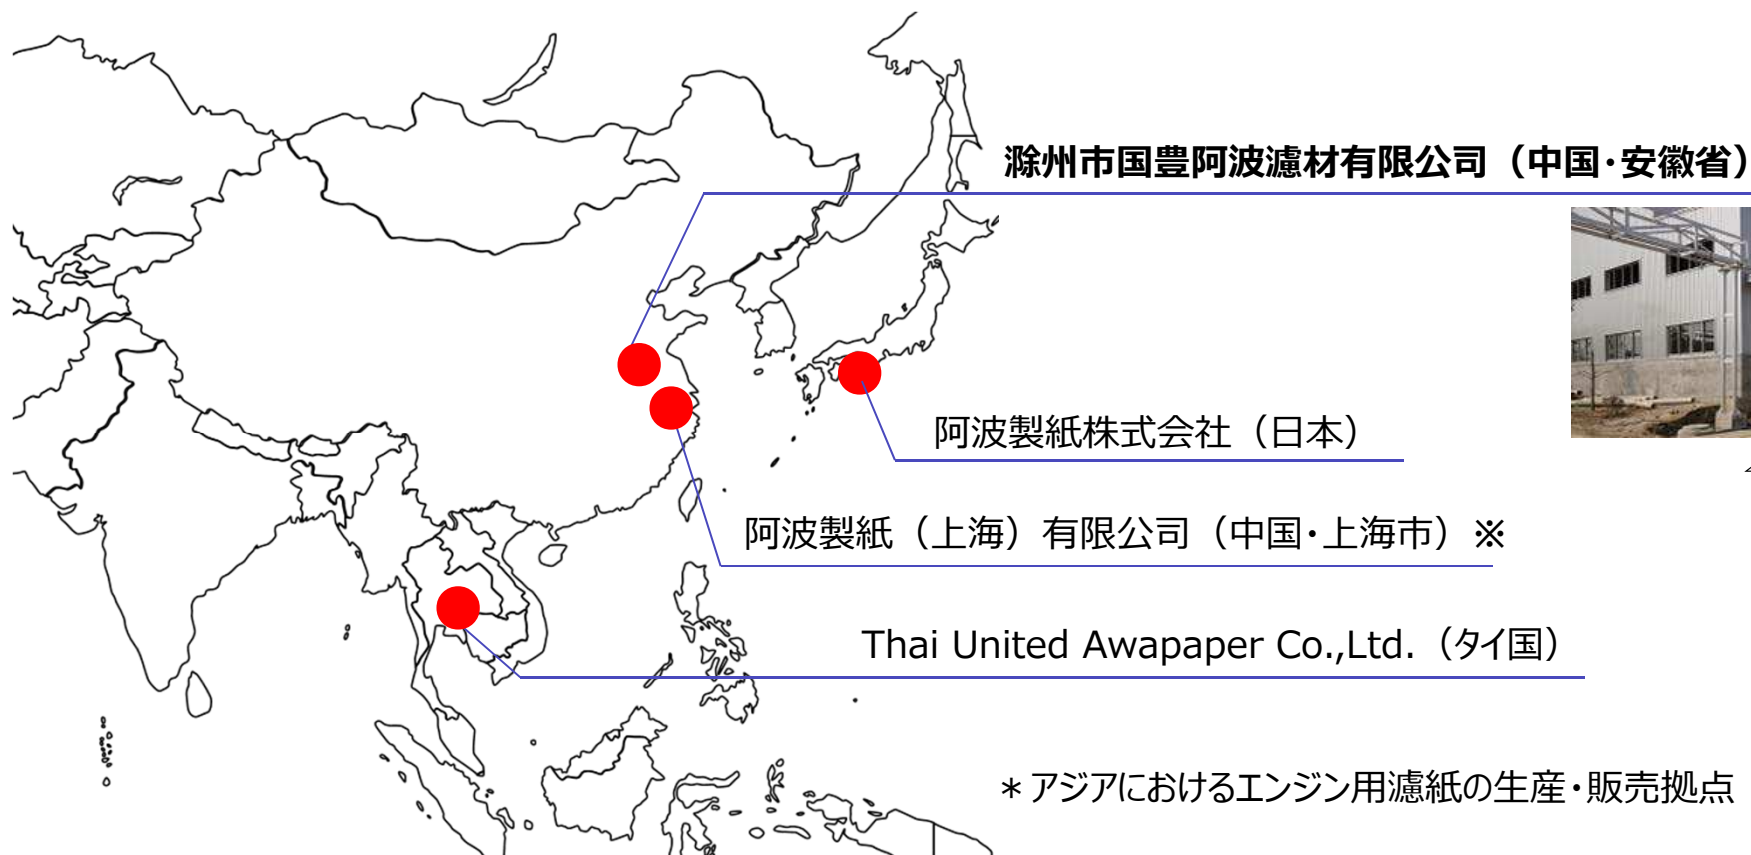 滁州市国豊阿波濾材有限公司（中国・安徽省）
阿波製紙株式会社（日本）
阿波製紙（上海）有限公司（中国・上海市）※
Thai United Awapaper Co.,Ltd.（タイ国）
＊アジアにおけるエンジン用濾紙の生産・販売拠点